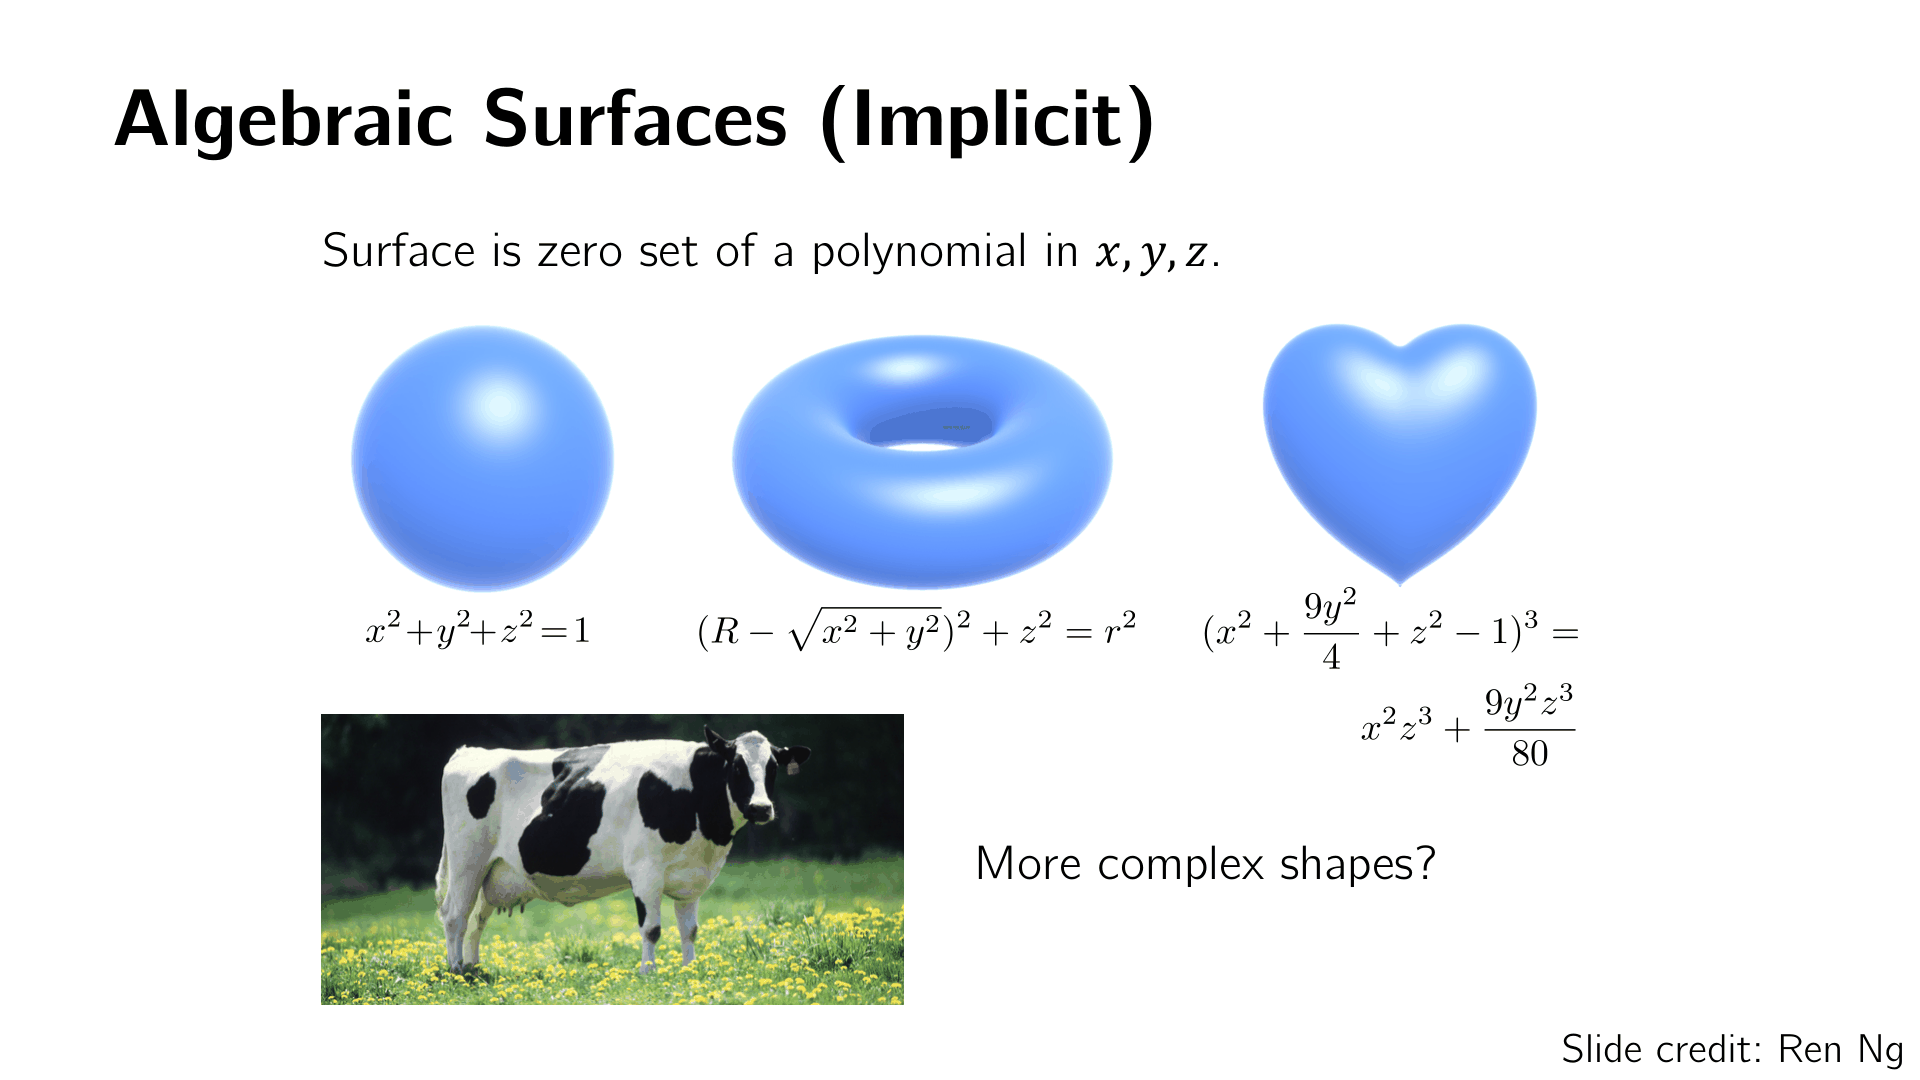 Algebraic Surfaces (Implicit)
Surface is zero set of a polynomial in x, y, z.
x²+y²+z²=1
(R − √(x² + y²))² + z² = r²
(x² + 9y²/4 + z² − 1)³ =
x²z³ + 9y²z³/80
More complex shapes?
Slide credit: Ren Ng